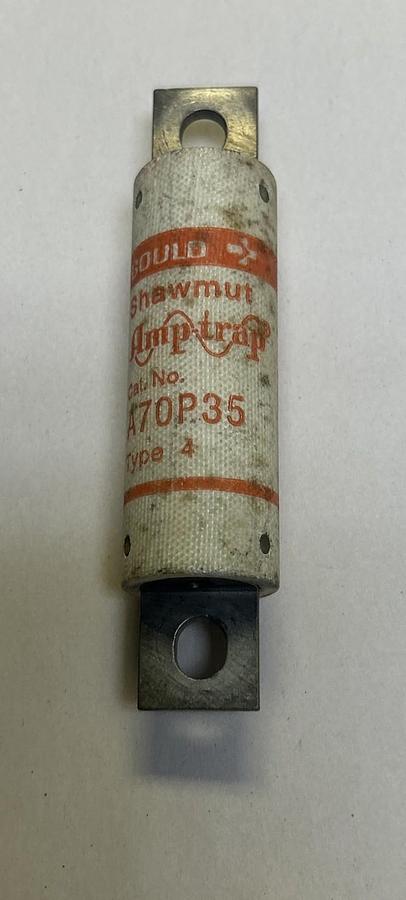 GOULD
Shawmut
Amp-trap®
Cat. No.
A70P35
Type 4